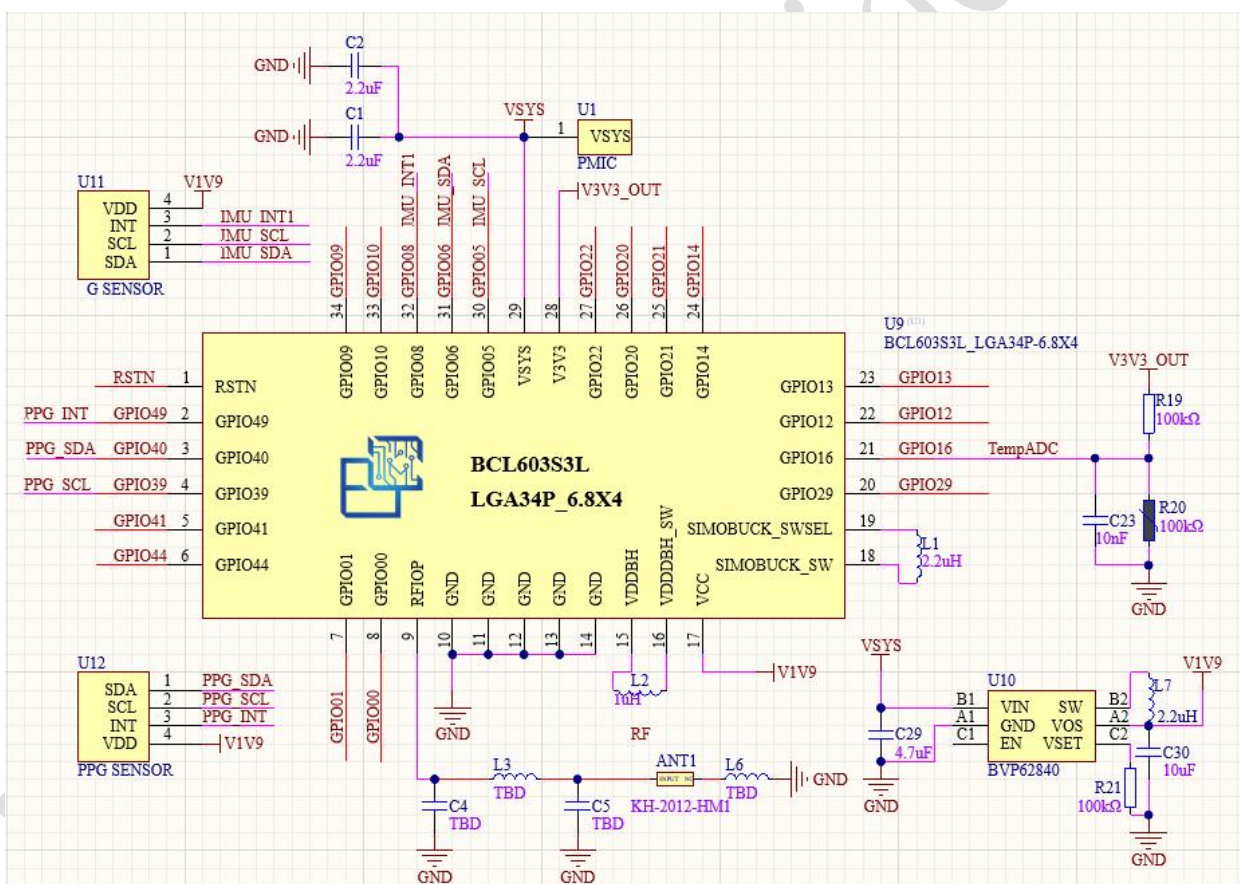 C2
GND
2.2uF
C1
GND
2.2uF
VSYS
U1
1
VSYS
PMIC
V3V3_OUT
U11
V1V9
VDD 4
INT 3 IMU_INT1
SCL 2 IMU_SCL
SDA 1 IMU_SDA
G SENSOR
IMU_INT1
IMU_SDA
IMU_SCL
GPIO09
GPIO10
GPIO08
GPIO06
GPIO05
GPIO22
GPIO20
GPIO21
GPIO14
34 33 32 31 30 29 28 27 26 25 24
GPIO09
GPIO10
GPIO08
GPIO06
GPIO05
VSYS
V3V3
GPIO22
GPIO20
GPIO21
GPIO14
U9
BCL603S3L_LGA34P-6.8X4
RSTN 1 RSTN
PPG_INT GPIO49 2 GPIO49
PPG_SDA GPIO40 3 GPIO40
PPG_SCL GPIO39 4 GPIO39
GPIO41 5 GPIO41
GPIO44 6 GPIO44
BCL603S3L
LGA34P_6.8X4
GPIO13 23 GPIO13
GPIO12 22 GPIO12
GPIO16 21 GPIO16 TempADC
GPIO29 20 GPIO29
SIMOBUCK_SWSEL 19
SIMOBUCK_SW 18
L1
2.2uH
V3V3_OUT
R19
100kΩ
C23
10nF
R20
100kΩ
GND
GPIO01
GPIO00
RFIOP
GND
GND
GND
GND
GND
VDDBH
VDDDBH_SW
VCC
7 8 9 10 11 12 13 14 15 16 17
GPIO01
GPIO00
GND
L2
1uH
V1V9
RF
U12
SDA 1 PPG_SDA
SCL 2 PPG_SCL
INT 3 PPG_INT
VDD 4 V1V9
PPG SENSOR
L3
TBD
ANT1
INPUT
KH-2012-HM1
L6
TBD
GND
C4
TBD
C5
TBD
GND
GND
VSYS
U10
V1V9
B1 VIN SW B2
A1 GND VOS A2
C1 EN VSET C2
BVP62840
L7
2.2uH
C29
4.7uF
GND
C30
10uF
R21
100kΩ
GND